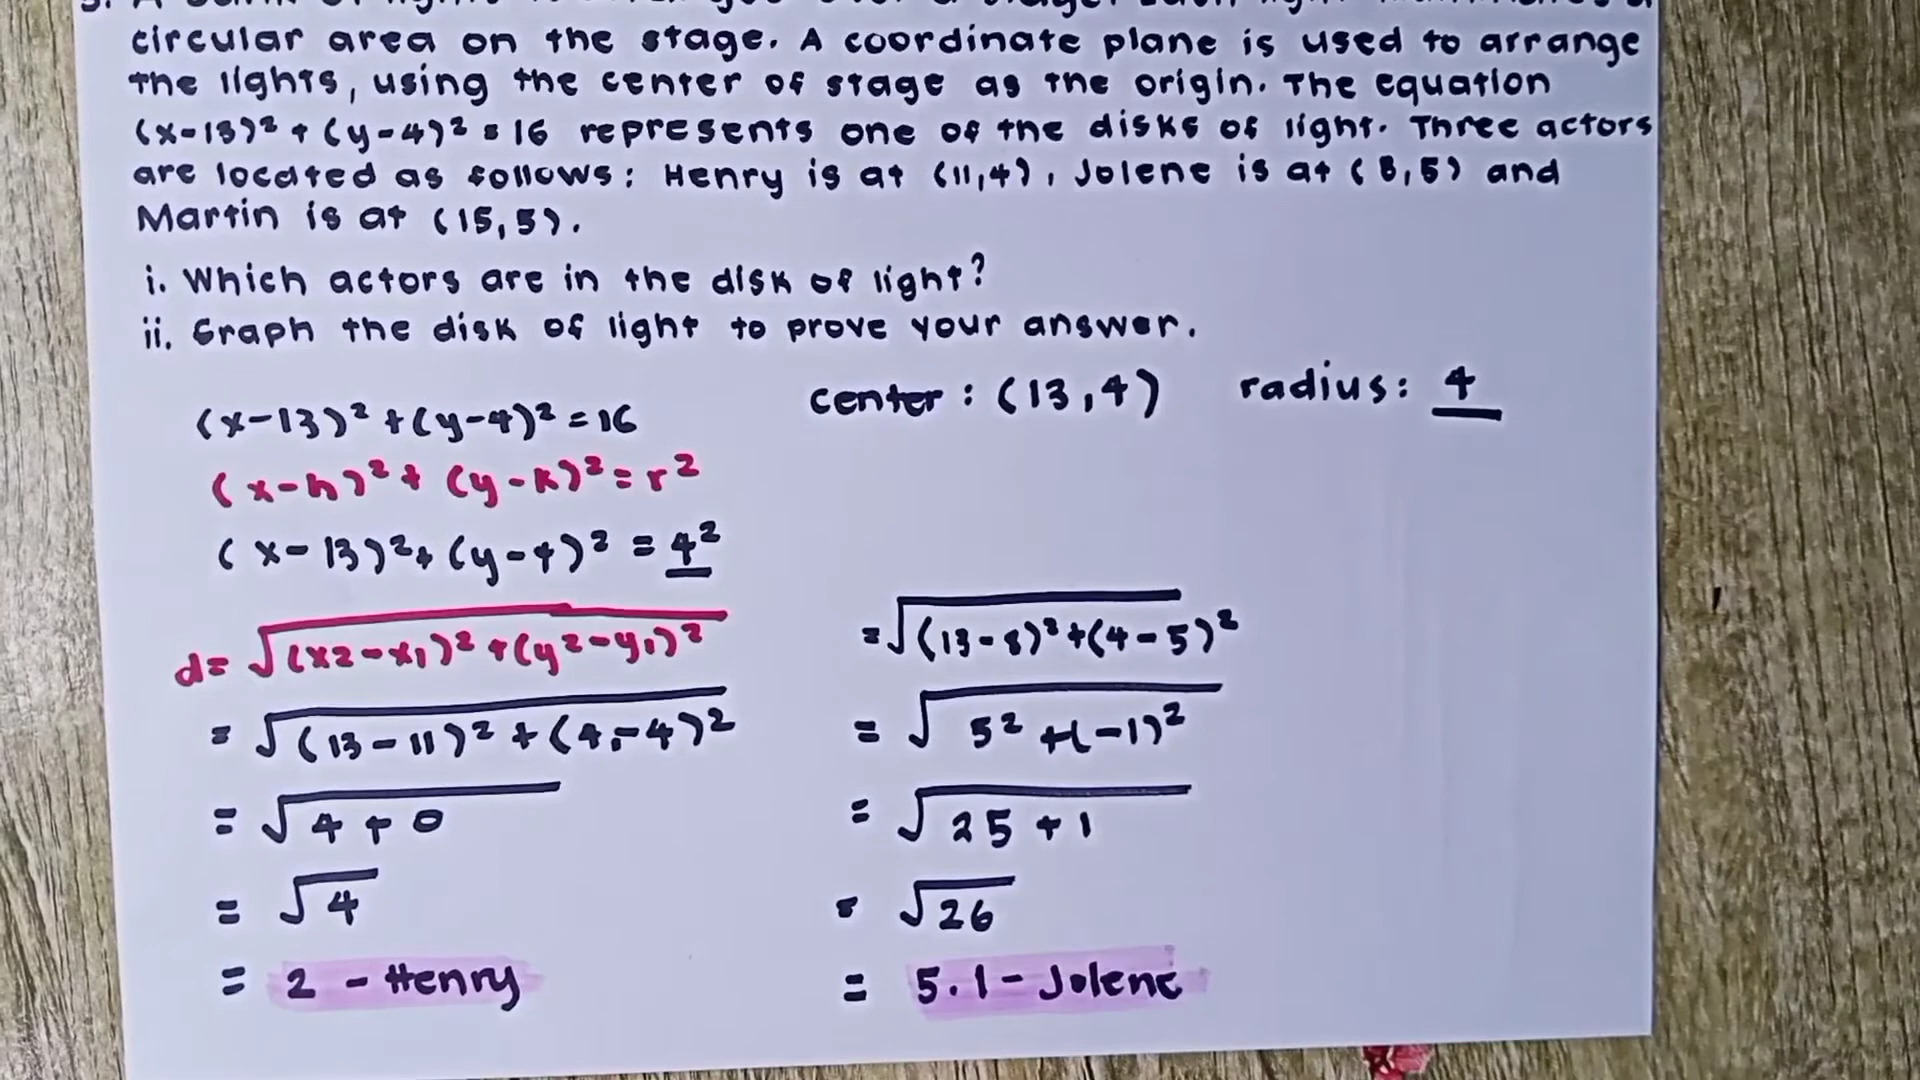 circular area on the stage. A coordinate plane is used to arrange
the lights, using the center of stage as the origin. The equation
(x-13)² + (y-4)² = 16 represents one of the disks of light. Three actors
are located as follows: Henry is at (11,4), Jolene is at (8,5) and
Martin is at (15,5).
i. Which actors are in the disk of light?
ii. Graph the disk of light to prove your answer.
center : (13,4) radius: 4
(x-13)² + (y-4)² = 16
(x-h)² + (y-k)² = r²
(x-13)² + (y-4)² = 4²
d= √(x2-x1)² + (y2-y1)²
= √(13-11)² + (4-4)²
= √4+0
= √4
= 2 - Henry
= √(13-8)² + (4-5)²
= √5² + (-1)²
= √25+1
= √26
= 5.1 - Jolene